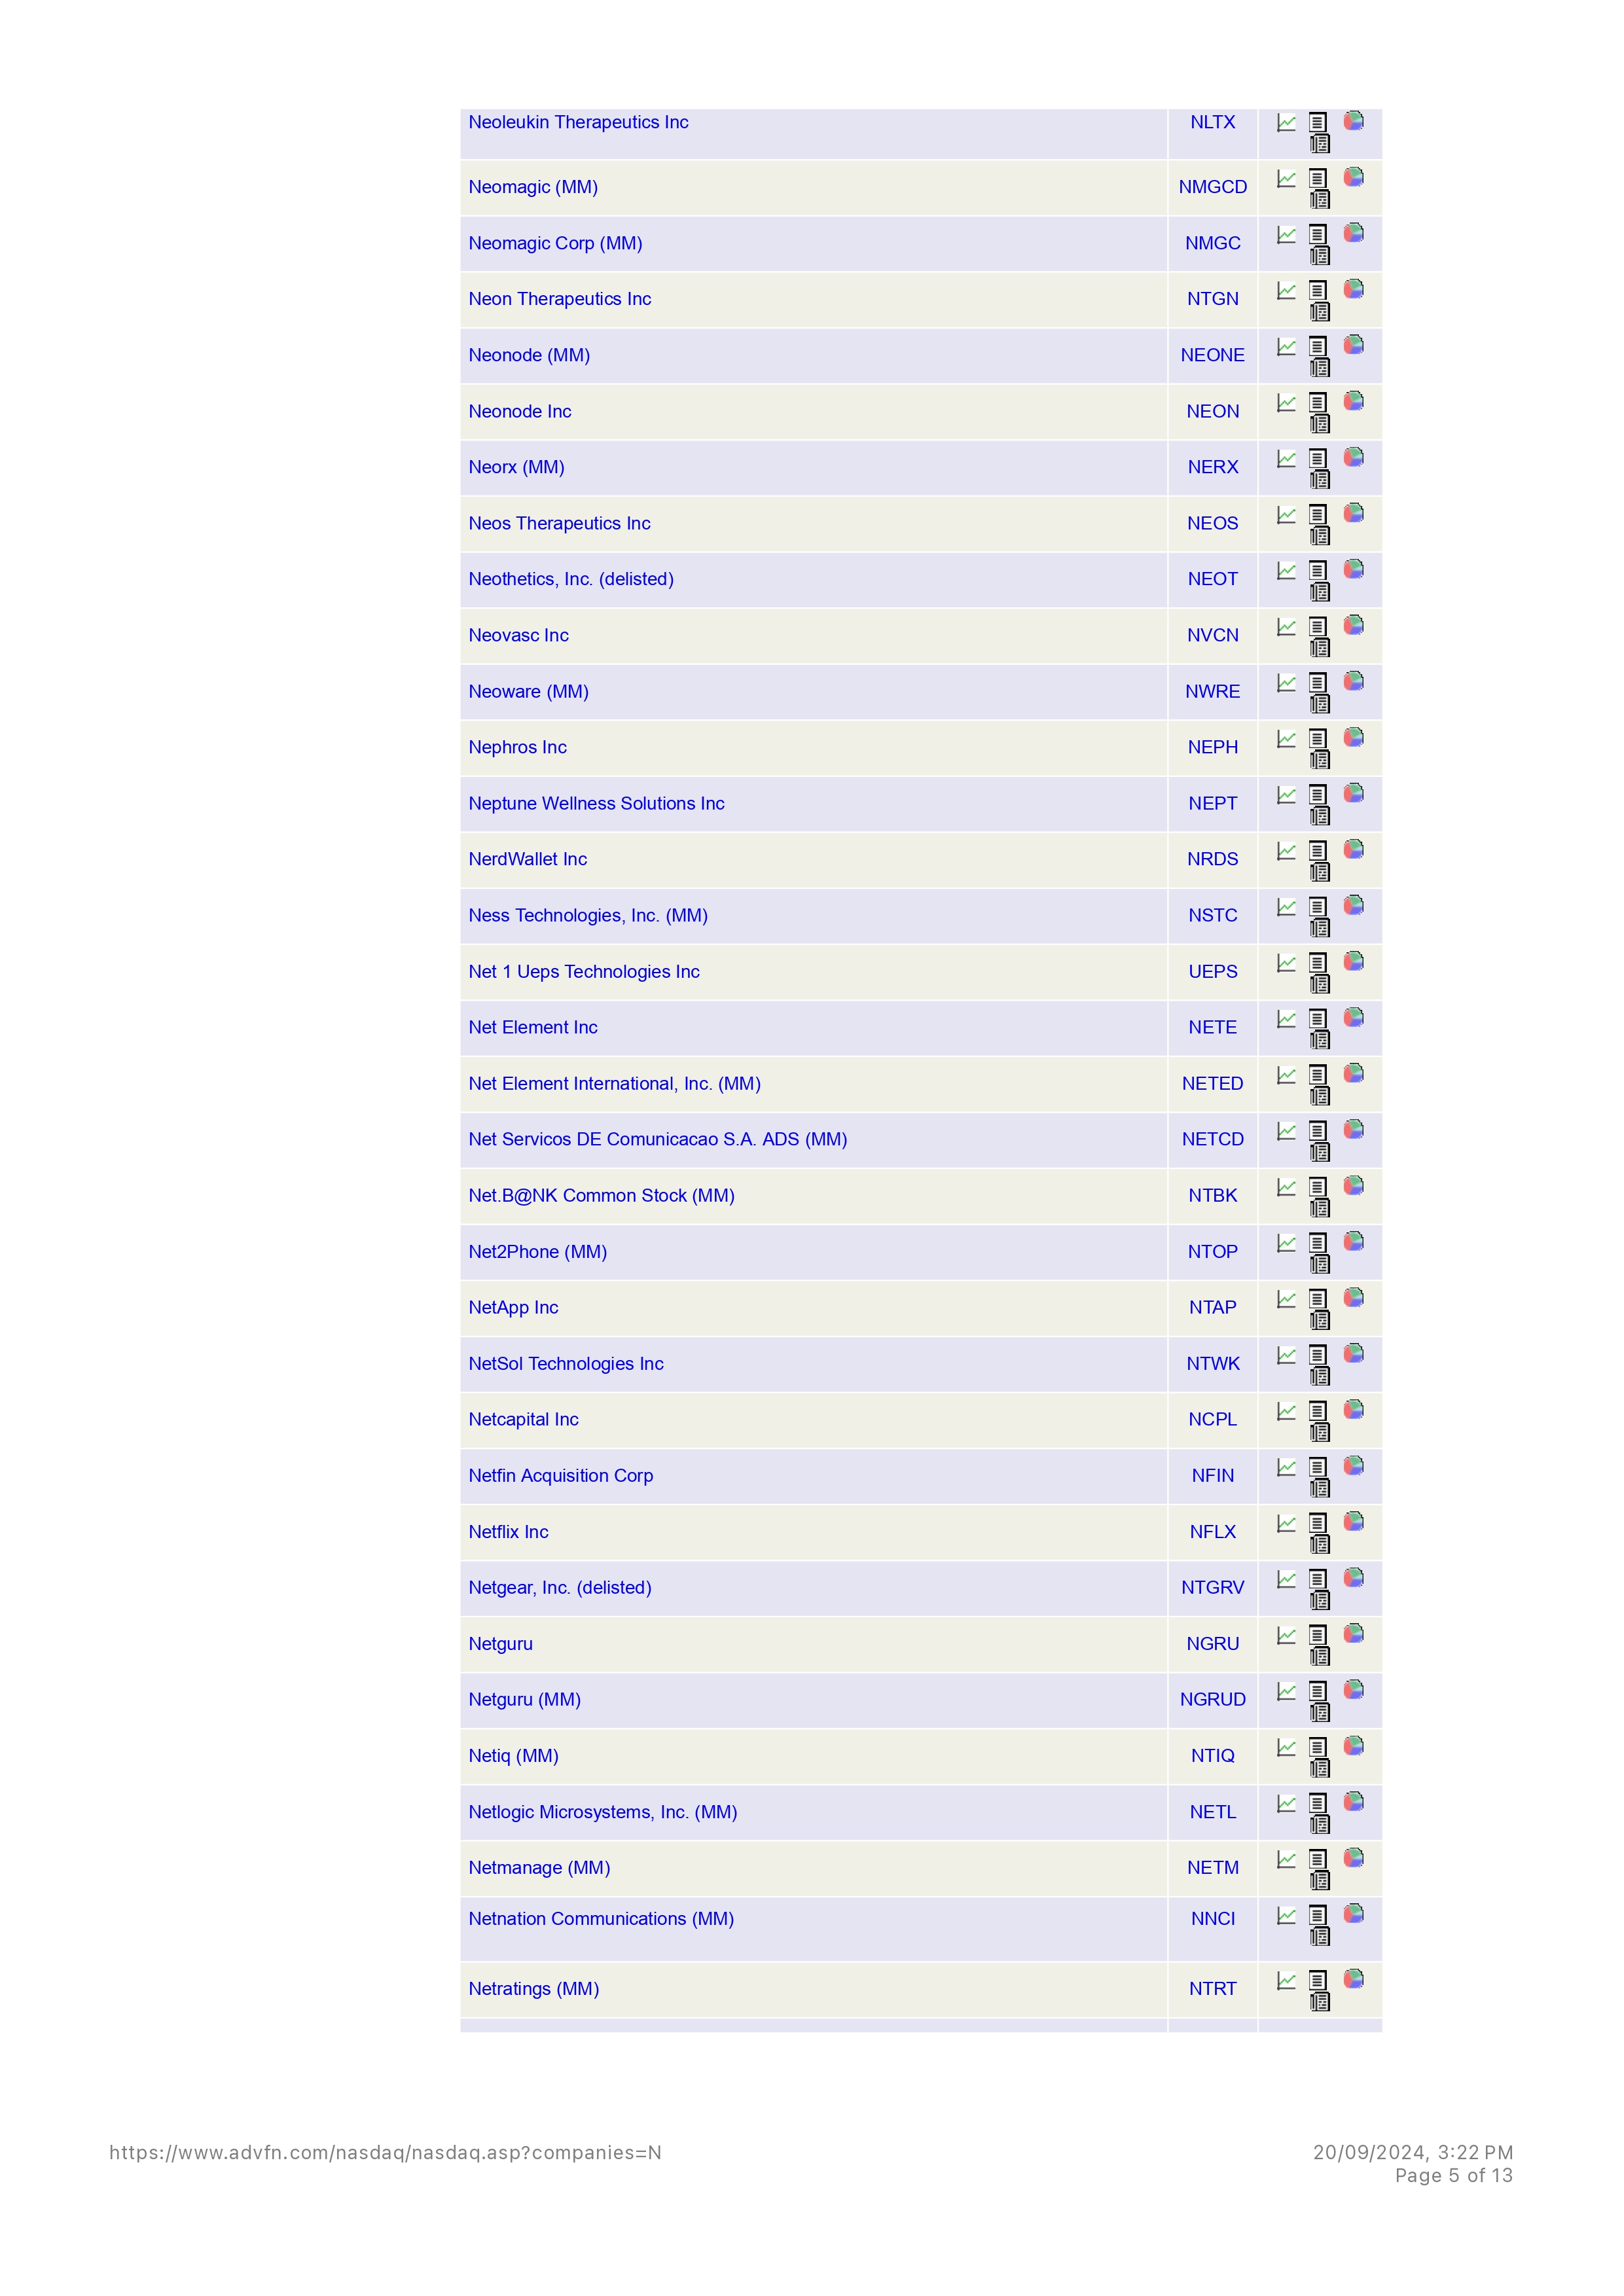 Neoleukin Therapeutics Inc NLTX
Neomagic (MM) NMGCD
Neomagic Corp (MM) NMGC
Neon Therapeutics Inc NTGN
Neonode (MM) NEONE
Neonode Inc NEON
Neorx (MM) NERX
Neos Therapeutics Inc NEOS
Neothetics, Inc. (delisted) NEOT
Neovasc Inc NVCN
Neoware (MM) NWRE
Nephros Inc NEPH
Neptune Wellness Solutions Inc NEPT
NerdWallet Inc NRDS
Ness Technologies, Inc. (MM) NSTC
Net 1 Ueps Technologies Inc UEPS
Net Element Inc NETE
Net Element International, Inc. (MM) NETED
Net Servicos DE Comunicacao S.A. ADS (MM) NETCD
Net.B@NK Common Stock (MM) NTBK
Net2Phone (MM) NTOP
NetApp Inc NTAP
NetSol Technologies Inc NTWK
Netcapital Inc NCPL
Netfin Acquisition Corp NFIN
Netflix Inc NFLX
Netgear, Inc. (delisted) NTGRV
Netguru NGRU
Netguru (MM) NGRUD
Netiq (MM) NTIQ
Netlogic Microsystems, Inc. (MM) NETL
Netmanage (MM) NETM
Netnation Communications (MM) NNCI
Netratings (MM) NTRT
https://www.advfn.com/nasdaq/nasdaq.asp?companies=N 20/09/2024, 3:22 PM
Page 5 of 13